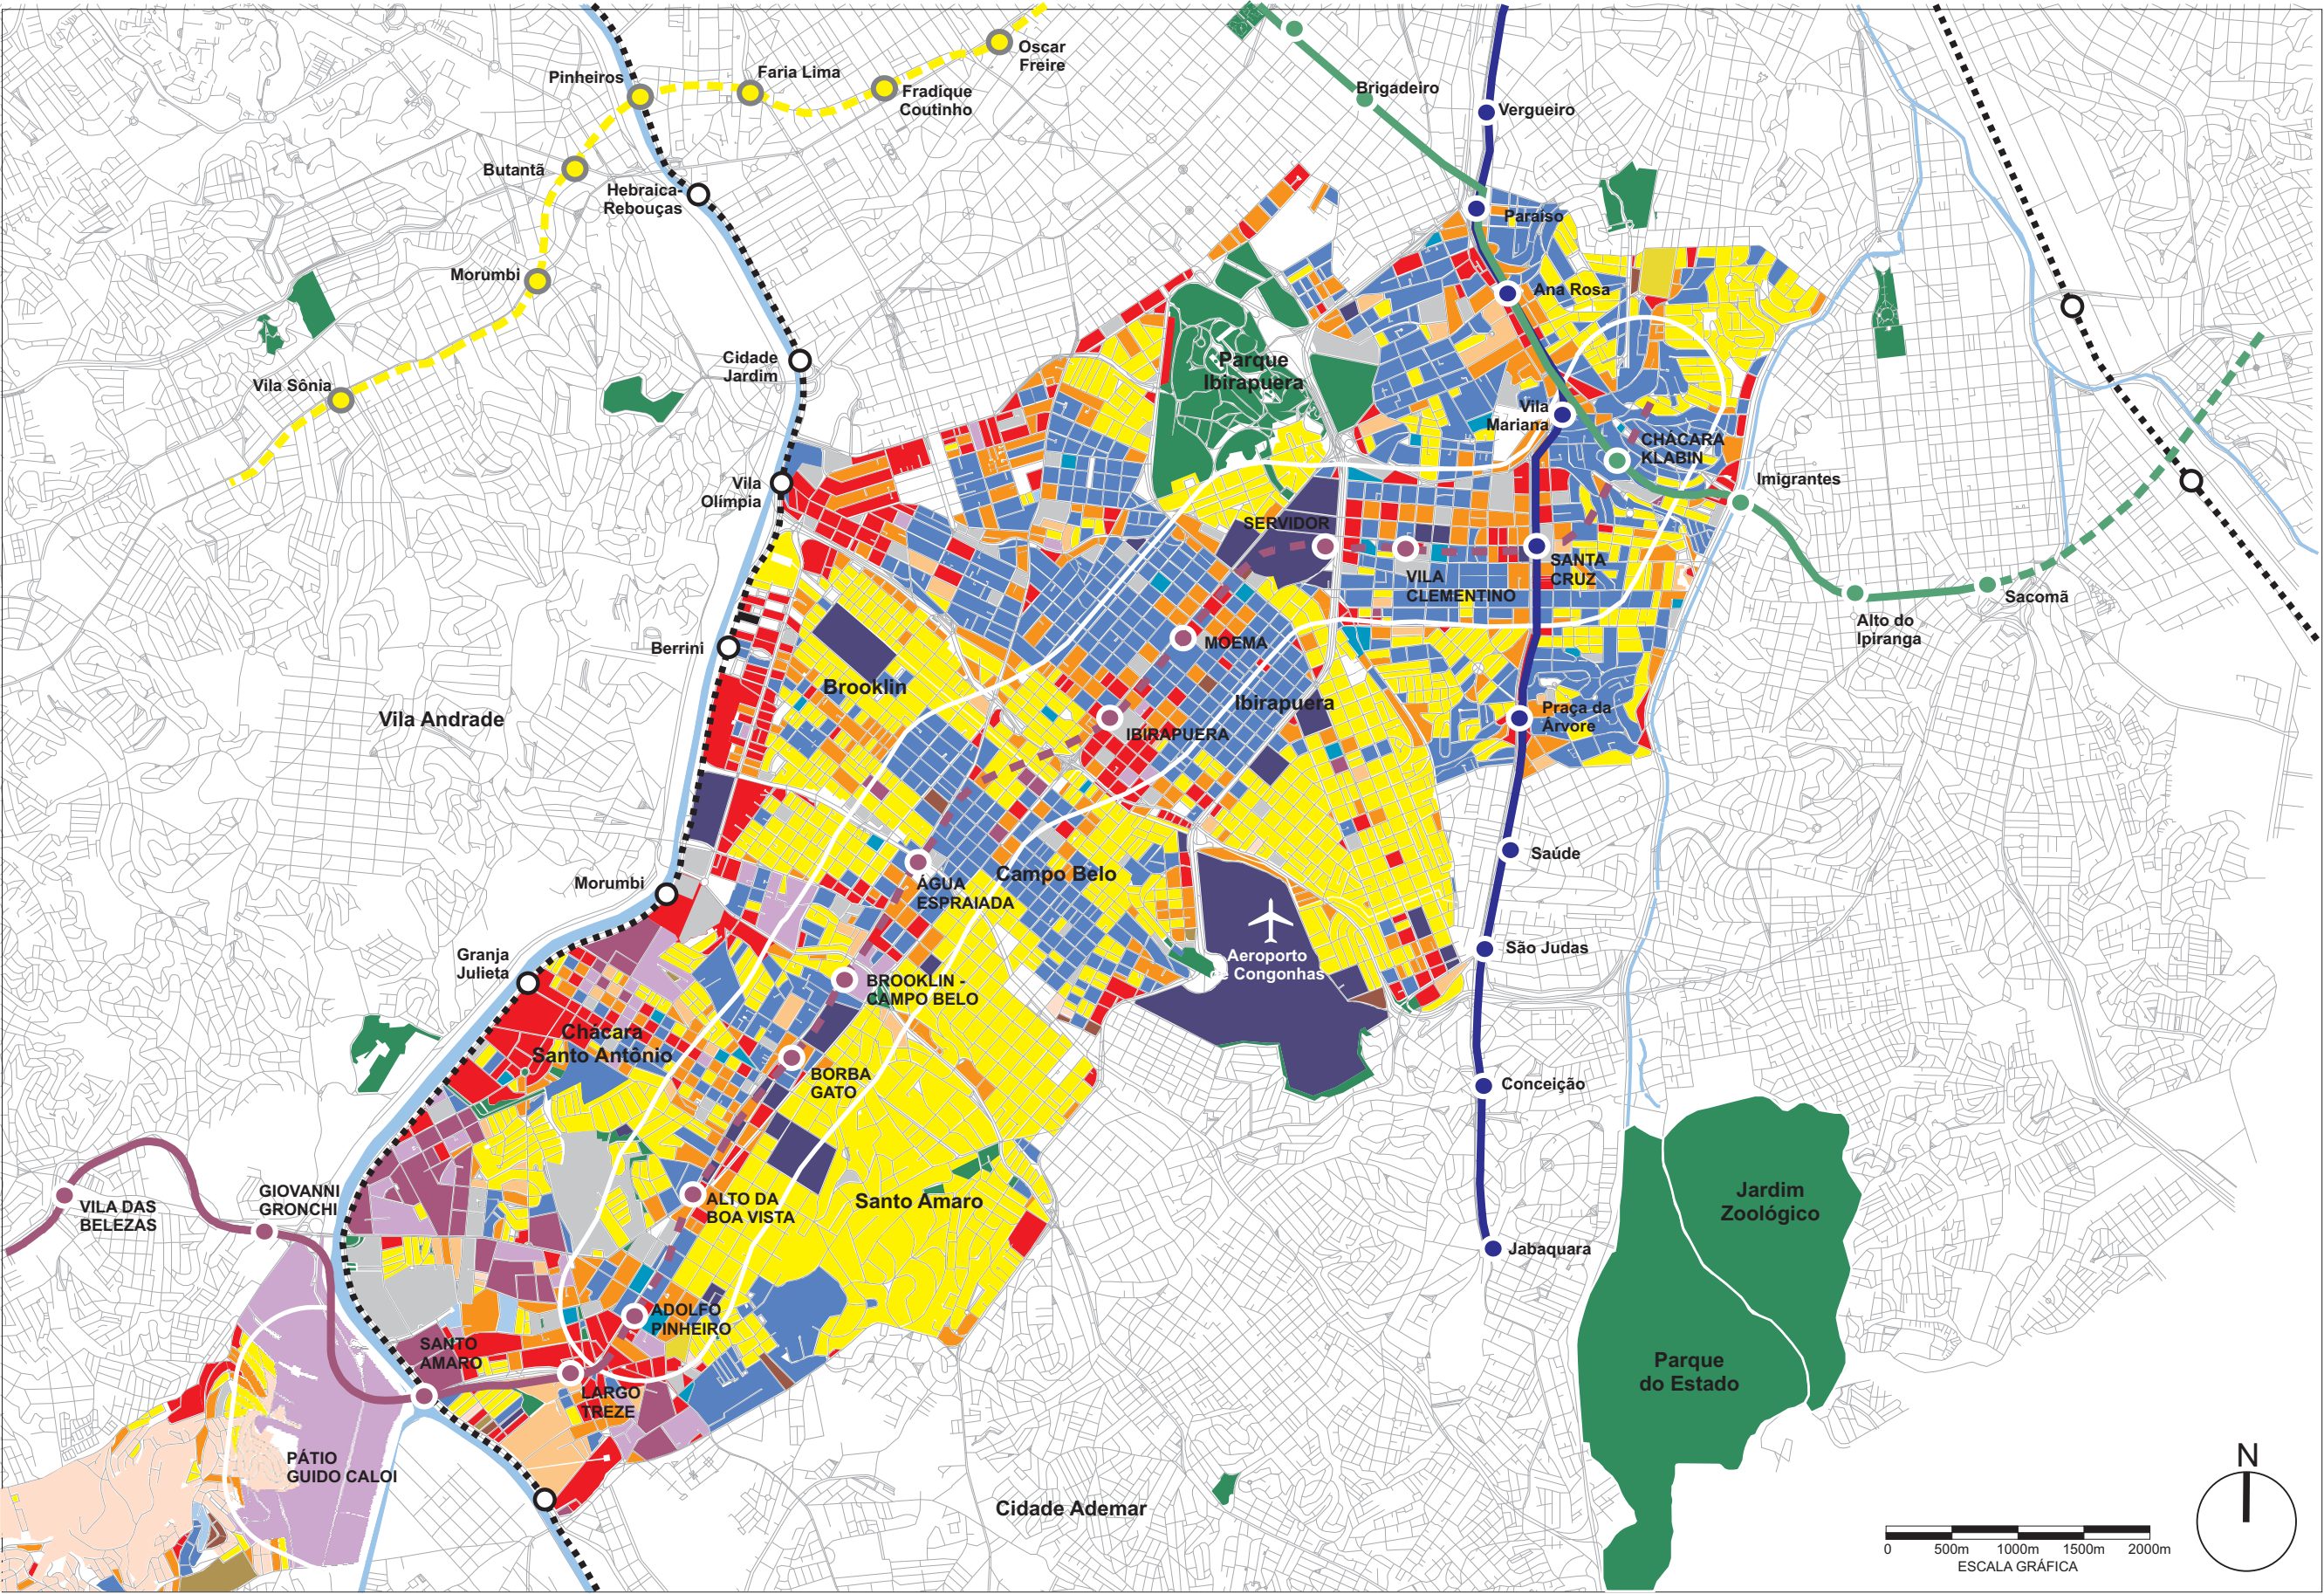 Oscar
Freire
Faria Lima
Pinheiros
Fradique
Coutinho
Brigadeiro
Vergueiro
Butantã
Hebraica-
Rebouças
Paraíso
Morumbi
Ana Rosa
Cidade
Jardim
Parque
Ibirapuera
Vila Sônia
Vila
Mariana
CHÁCARA
KLABIN
Imigrantes
Vila
Olímpia
SERVIDOR
SANTA
CRUZ
VILA
CLEMENTINO
Sacomã
Alto do
Ipiranga
MOEMA
Berrini
Brooklin
Ibirapuera
Vila Andrade
Praça da
Árvore
IBIRAPUERA
Saúde
Campo Belo
ÁGUA
ESPRAIADA
Morumbi
São Judas
Aeroporto
de Congonhas
Granja
Julieta
BROOKLIN -
CAMPO BELO
Chácara
Santo Antônio
BORBA
GATO
Conceição
VILA DAS
BELEZAS
GIOVANNI
GRONCHI
ALTO DA
BOA VISTA
Santo Amaro
Jardim
Zoológico
Jabaquara
ADOLFO
PINHEIRO
SANTO
AMARO
Parque
do Estado
LARGO
TREZE
PÁTIO
GUIDO CALOI
Cidade Ademar
N
0 500m 1000m 1500m 2000m
ESCALA GRÁFICA